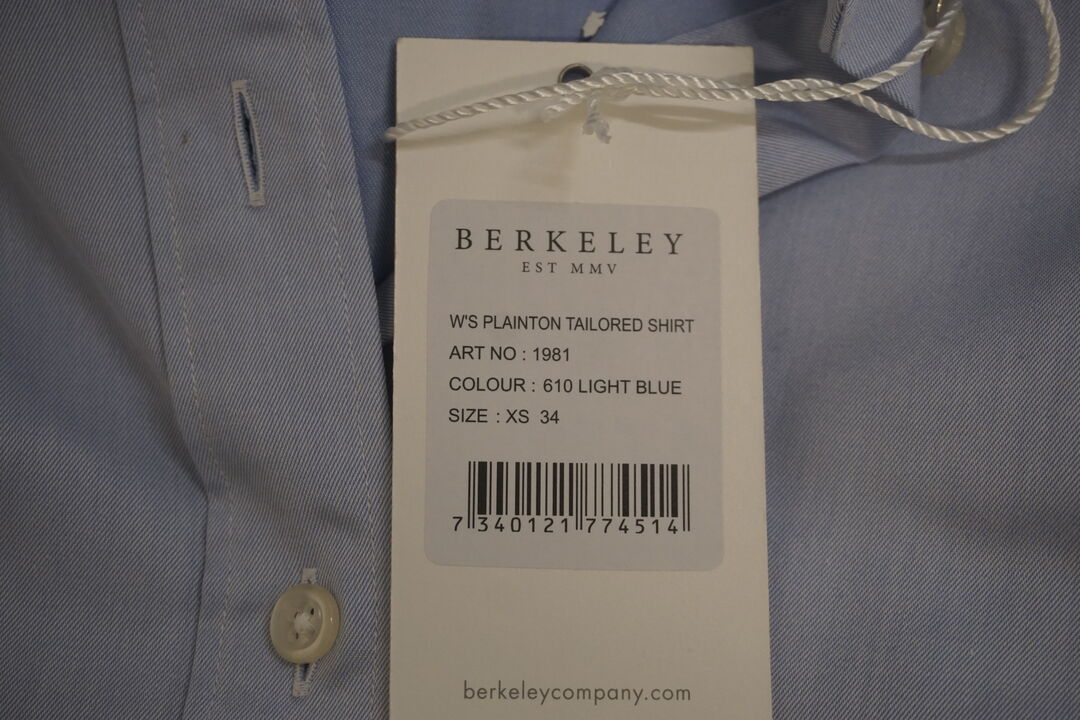 BERKELEY
EST MMV
W'S PLAINTON TAILORED SHIRT
ART NO : 1981
COLOUR : 610 LIGHT BLUE
SIZE : XS 34
7 340121 774514
berkeleycompany.com